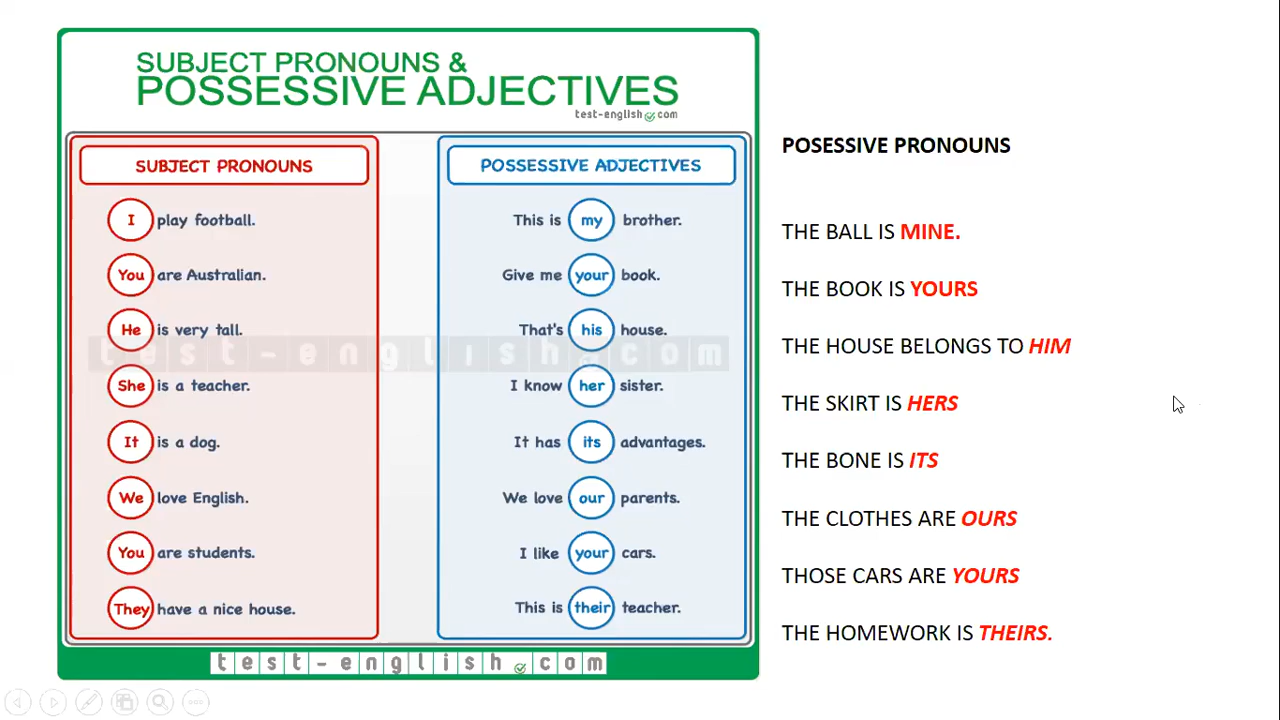 SUBJECT PRONOUNS &
POSSESSIVE ADJECTIVES
test-english.com
SUBJECT PRONOUNS
I play football.
You are Australian.
He is very tall.
She is a teacher.
It is a dog.
We love English.
You are students.
They have a nice house.
POSSESSIVE ADJECTIVES
This is my brother.
Give me your book.
That's his house.
I know her sister.
It has its advantages.
We love our parents.
I like your cars.
This is their teacher.
test-english.com
test-english.com
POSESSIVE PRONOUNS
THE BALL IS MINE.
THE BOOK IS YOURS
THE HOUSE BELONGS TO HIM
THE SKIRT IS HERS
THE BONE IS ITS
THE CLOTHES ARE OURS
THOSE CARS ARE YOURS
THE HOMEWORK IS THEIRS.